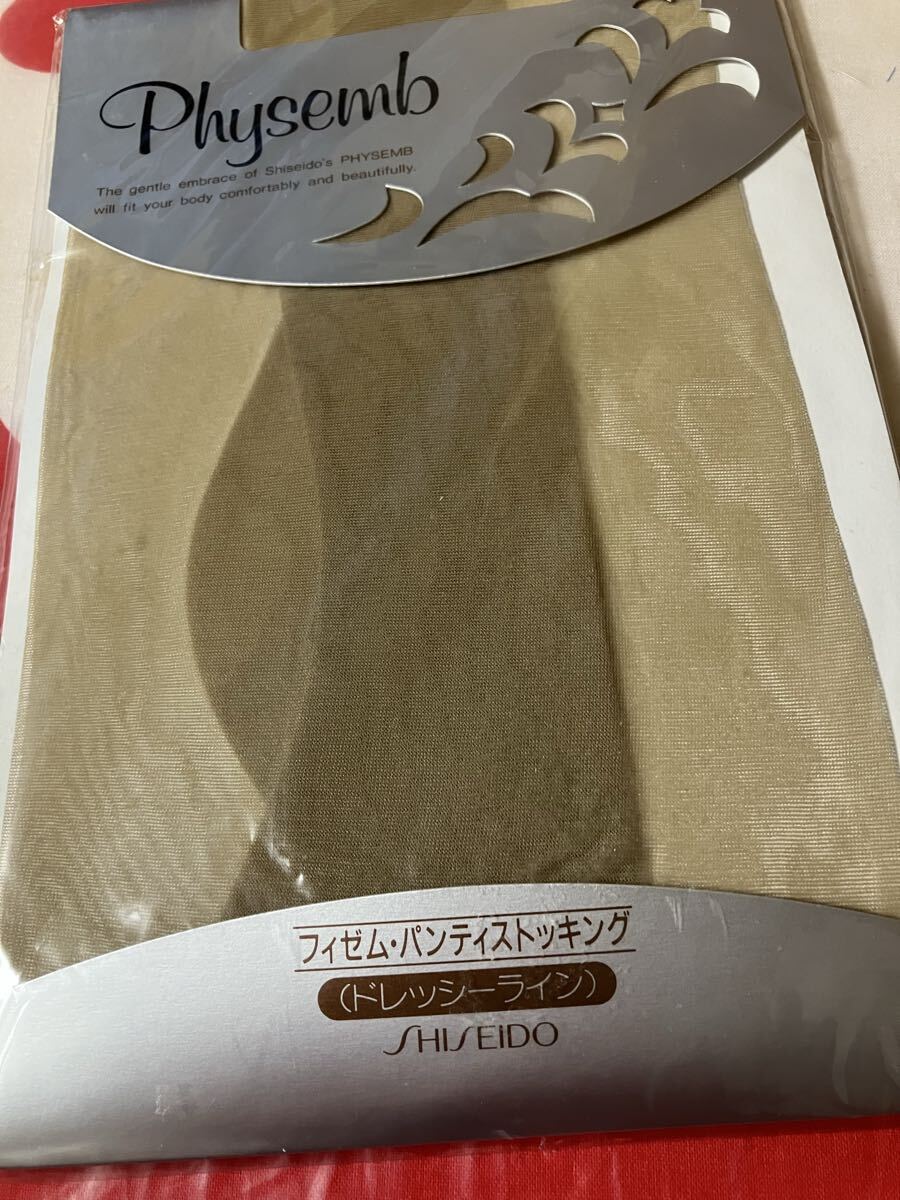 Physemb
The gentle embrace of Shiseido's PHYSEMB
will fit your body comfortably and beautifully.
フィゼム・パンティストッキング
(ドレッシーライン)
SHISEIDO